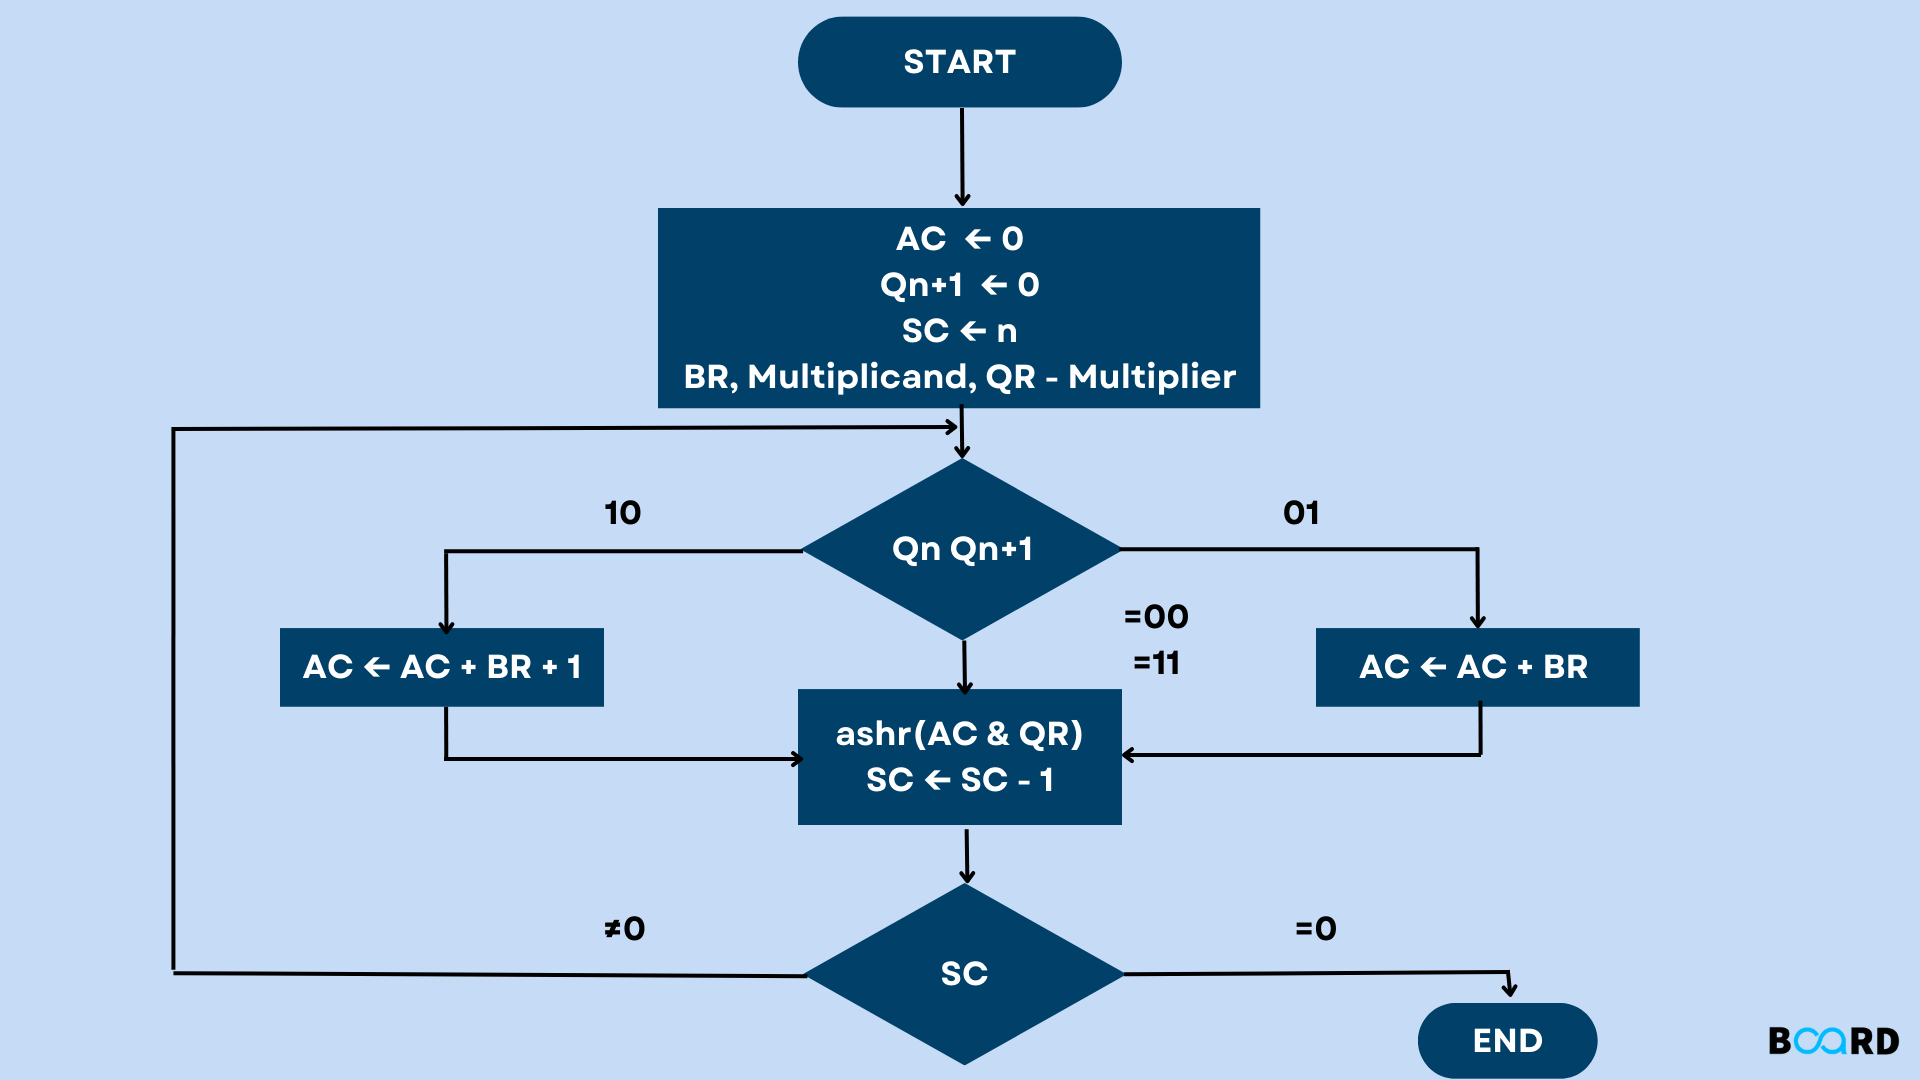 START
AC ← 0
Qn+1 ← 0
SC ← n
BR, Multiplicand, QR - Multiplier
10
01
Qn Qn+1
=00
=11
AC ← AC + BR + 1
AC ← AC + BR
ashr(AC & QR)
SC ← SC - 1
≠0
=0
SC
END
BOARD